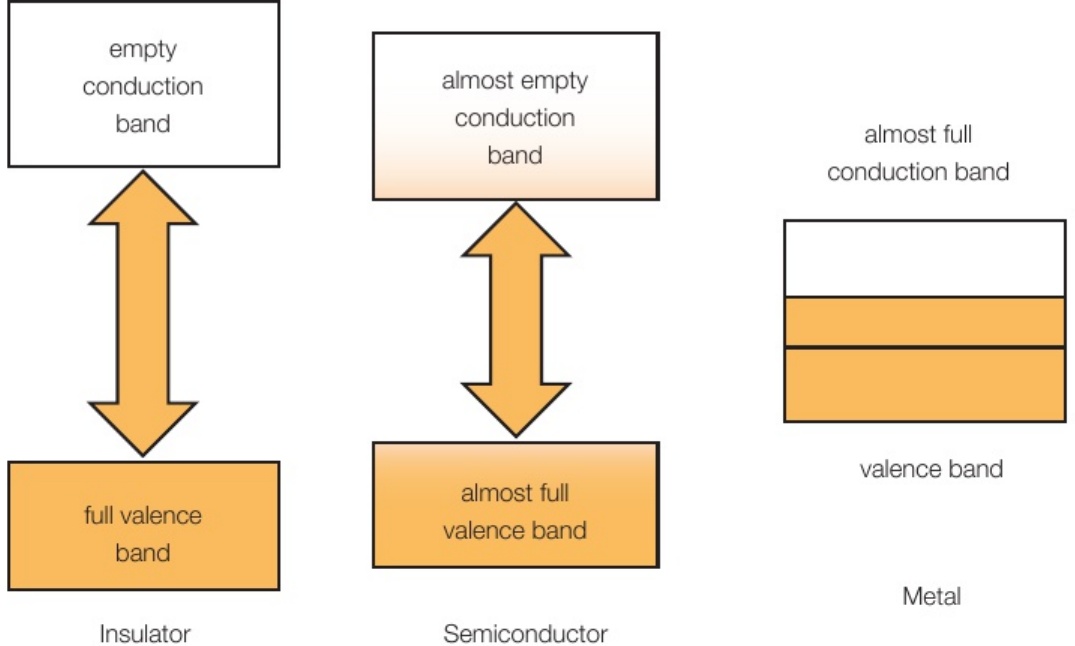 empty
conduction
band
full valence
band
Insulator
almost empty
conduction
band
almost full
valence band
Semiconductor
almost full
conduction band
valence band
Metal